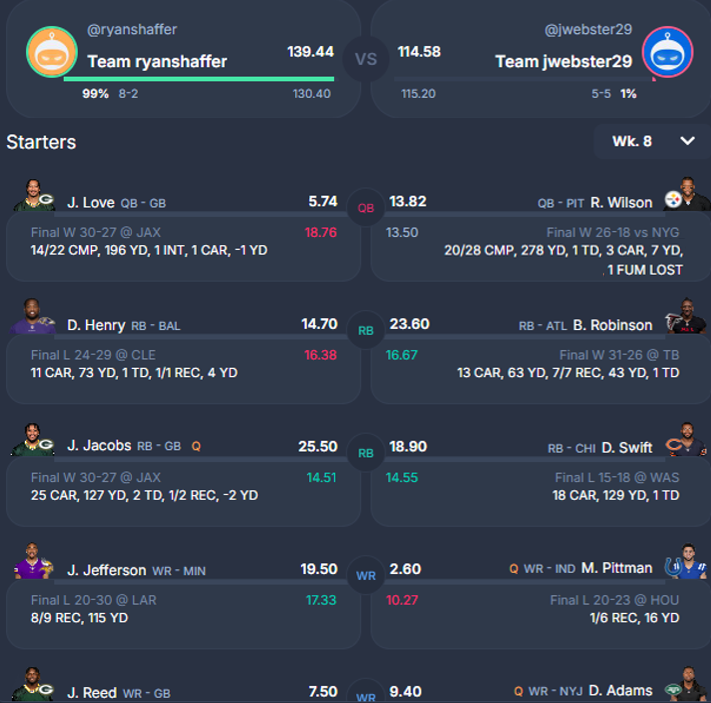 @ryanshaffer
Team ryanshaffer
139.44
99% 8-2
130.40
VS
@jwebster29
114.58
Team jwebster29
115.20
5-5 1%
Starters
Wk. 8
J. Love QB - GB
5.74
QB
13.82
QB - PIT R. Wilson
Final W 30-27 @ JAX
18.76
13.50
Final W 26-18 vs NYG
14/22 CMP, 196 YD, 1 INT, 1 CAR, -1 YD
20/28 CMP, 278 YD, 1 TD, 3 CAR, 7 YD,
1 FUM LOST
D. Henry RB - BAL
14.70
RB
23.60
RB - ATL B. Robinson
Final L 24-29 @ CLE
16.38
16.67
Final W 31-26 @ TB
11 CAR, 73 YD, 1 TD, 1/1 REC, 4 YD
13 CAR, 63 YD, 7/7 REC, 43 YD, 1 TD
J. Jacobs RB - GB Q
25.50
RB
18.90
RB - CHI D. Swift
Final W 30-27 @ JAX
14.51
14.55
Final L 15-18 @ WAS
25 CAR, 127 YD, 2 TD, 1/2 REC, -2 YD
18 CAR, 129 YD, 1 TD
J. Jefferson WR - MIN
19.50
WR
2.60
Q WR - IND M. Pittman
Final L 20-30 @ LAR
17.33
10.27
Final L 20-23 @ HOU
8/9 REC, 115 YD
1/6 REC, 16 YD
J. Reed WR - GB
7.50
WR
9.40
Q WR - NYJ D. Adams